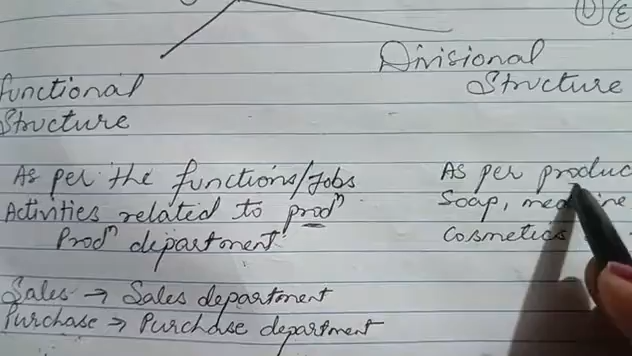 Divisional
Structure
Functional
Structure
As per the functions/Jobs
Activities related to prodⁿ
Prodⁿ department
Sales → Sales department
Purchase → Purchase department
As per produc
Soap,
Cosmetics